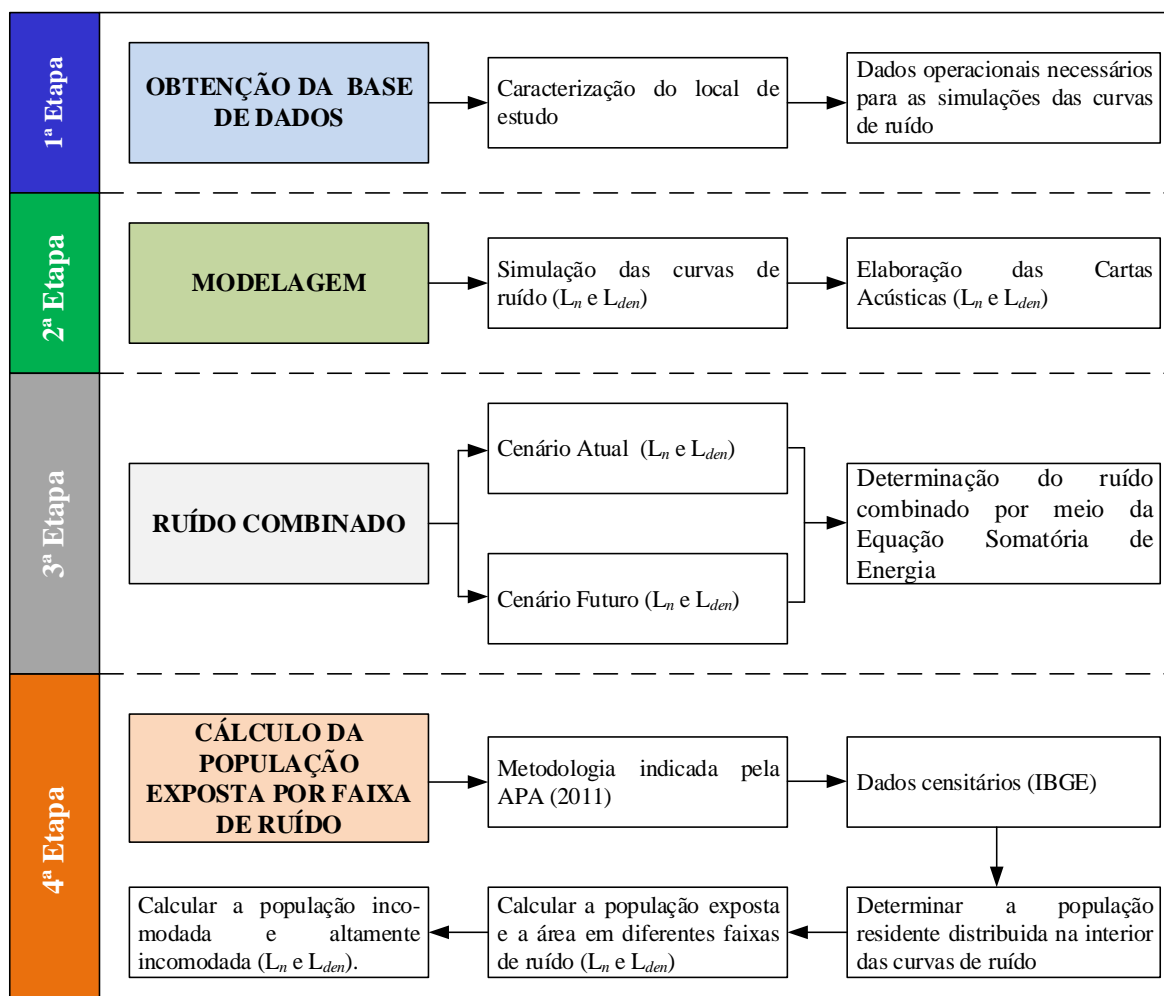 1ª Etapa
OBTENÇÃO DA BASE
DE DADOS
Caracterização do local de
estudo
Dados operacionais necessários
para as simulações das curvas
de ruído
2ª Etapa
MODELAGEM
Simulação das curvas de
ruído (Ln e Lden)
Elaboração das Cartas
Acústicas (Ln e Lden)
3ª Etapa
RUÍDO COMBINADO
Cenário Atual (Ln e Lden)
Cenário Futuro (Ln e Lden)
Determinação do ruído
combinado por meio da
Equação Somatória de
Energia
4ª Etapa
CÁLCULO DA
POPULAÇÃO
EXPOSTA POR FAIXA
DE RUÍDO
Metodologia indicada pela
APA (2011)
Dados censitários (IBGE)
Determinar a população
residente distribuida na interior
das curvas de ruído
Calcular a população exposta
e a área em diferentes faixas
de ruído (Ln e Lden)
Calcular a população inco-
modada e altamente
incomodada (Ln e Lden).